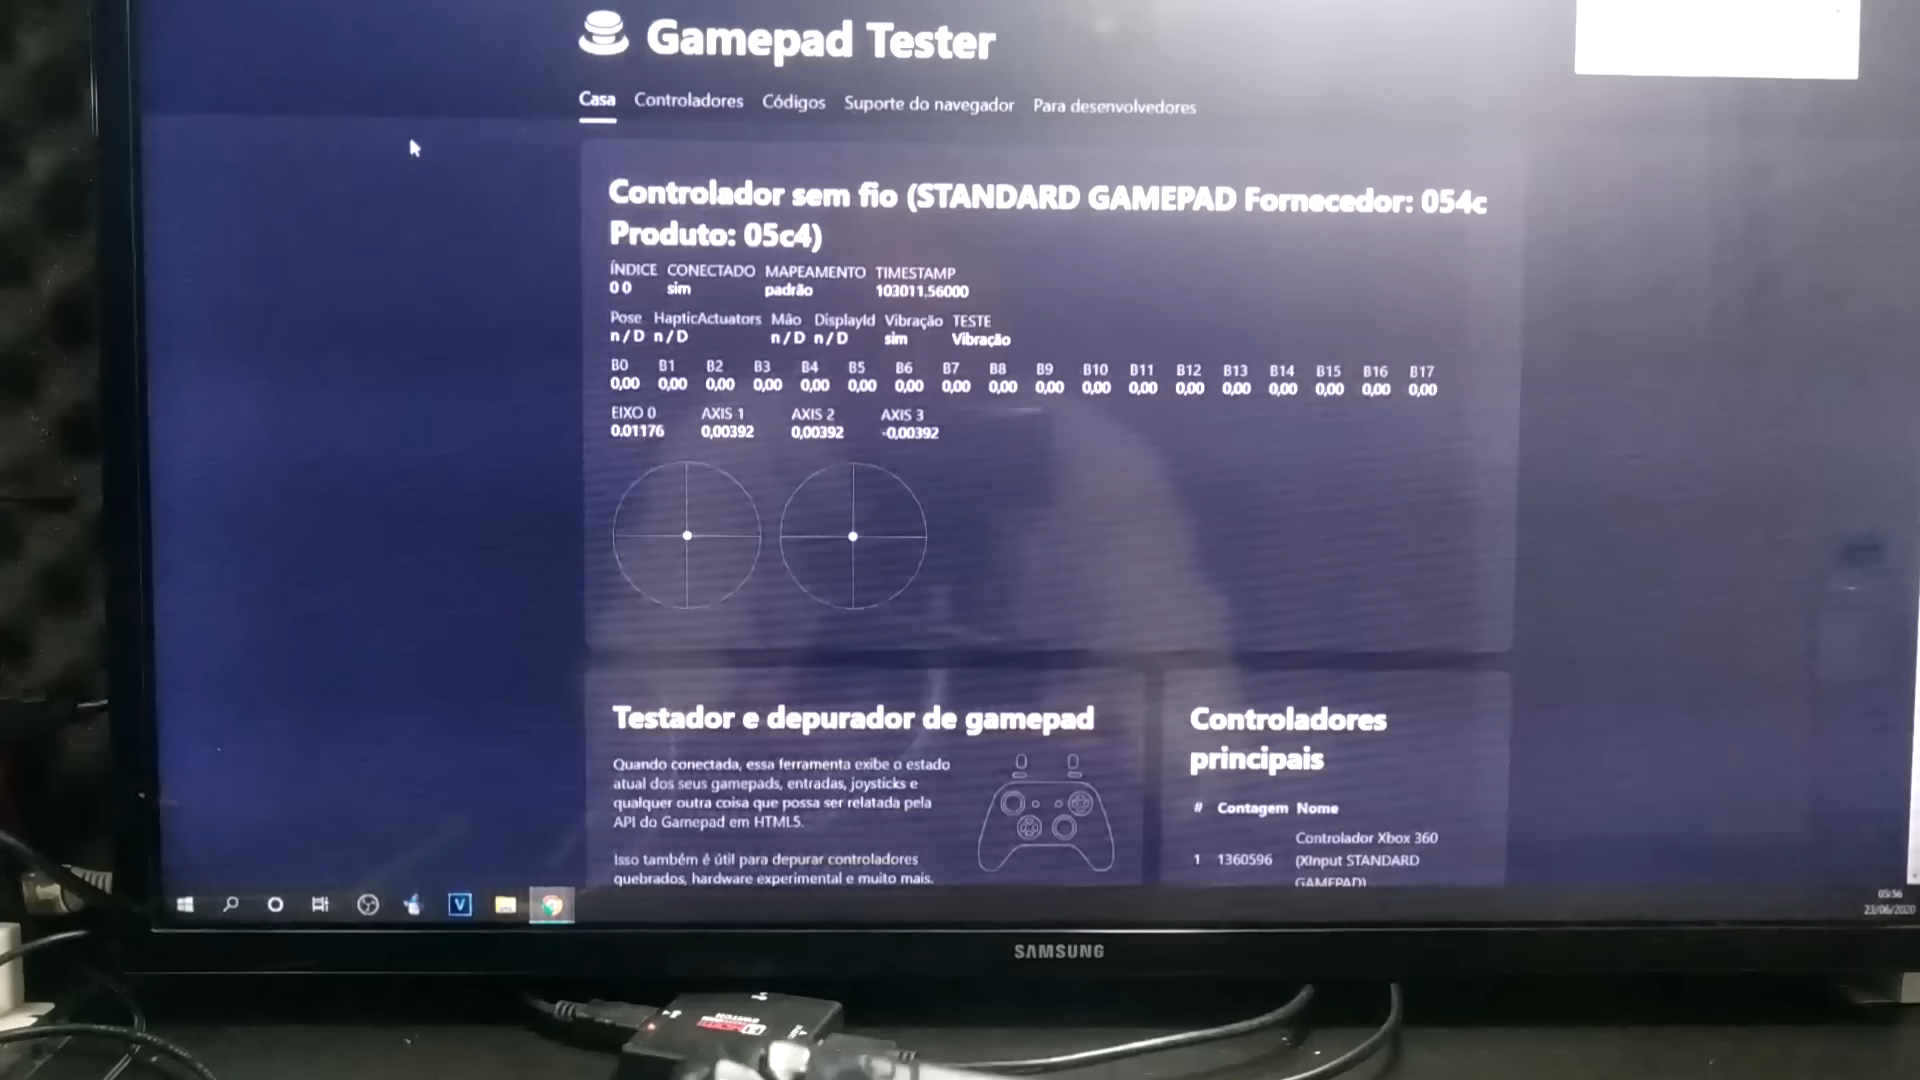 Gamepad Tester
Casa Controladores Códigos Suporte do navegador Para desenvolvedores
Controlador sem fio (STANDARD GAMEPAD Fornecedor: 054c
Produto: 05c4)
ÍNDICE CONECTADO MAPEAMENTO TIMESTAMP
0 0 sim padrão 103011.56000
Pose HapticActuators Mão DisplayId Vibração TESTE
n / D n / D n / D n / D sim Vibração
B0 B1 B2 B3 B4 B5 B6 B7 B8 B9 B10 B11 B12 B13 B14 B15 B16 B17
0,00 0,00 0,00 0,00 0,00 0,00 0,00 0,00 0,00 0,00 0,00 0,00 0,00 0,00 0,00 0,00 0,00 0,00
EIXO 0 AXIS 1 AXIS 2 AXIS 3
0.01176 0,00392 0,00392 -0,00392
Testador e depurador de gamepad
Quando conectada, essa ferramenta exibe o estado
atual dos seus gamepads, entradas, joysticks e
qualquer outra coisa que possa ser relatada pela
API do Gamepad em HTML5.
Isso também é útil para depurar controladores
quebrados, hardware experimental e muito mais.
Controladores
principais
# Contagem Nome
Controlador Xbox 360
1 1360596 (XInput STANDARD
GAMEPAD)
V
05:56
23/06/2020
SAMSUNG
SWITCH